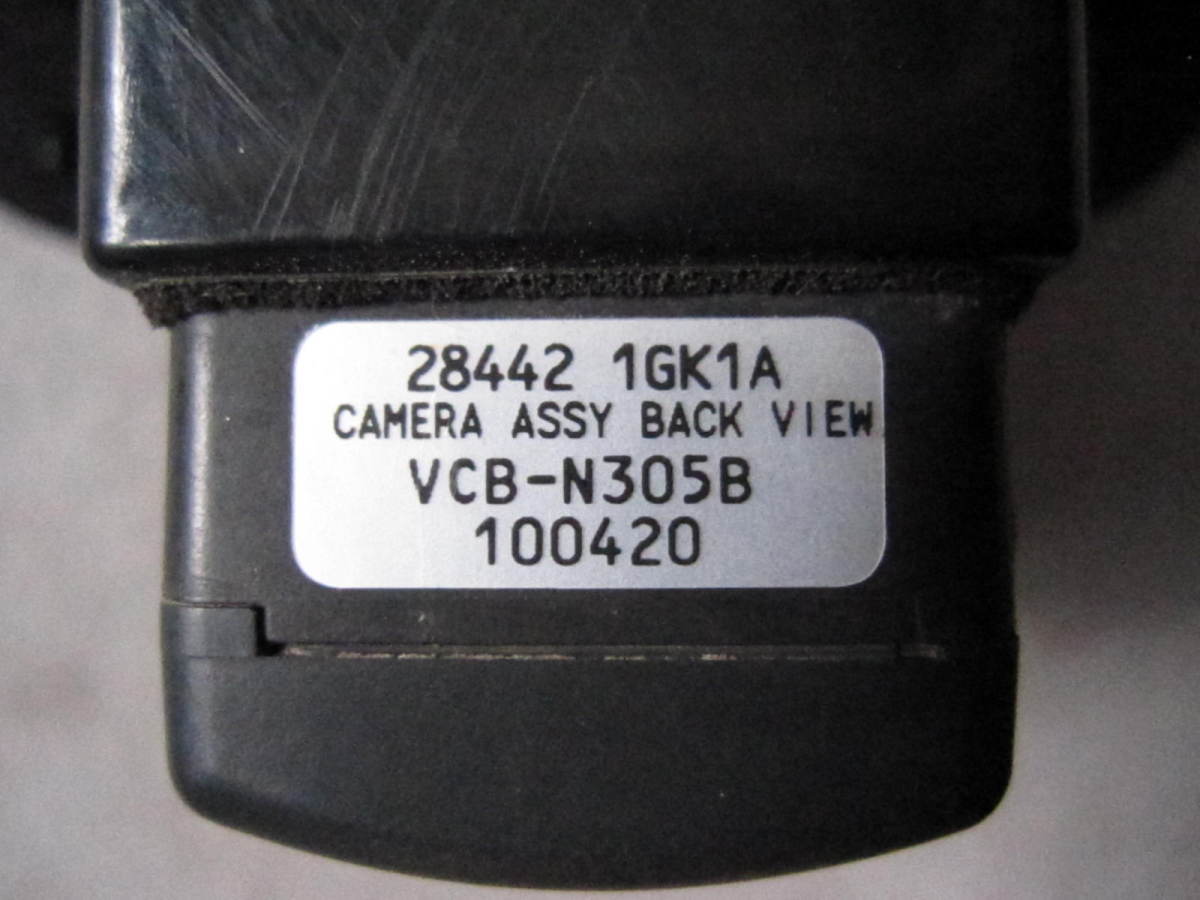 28442 1GK1A
CAMERA ASSY BACK VIEW
VCB-N305B
100420